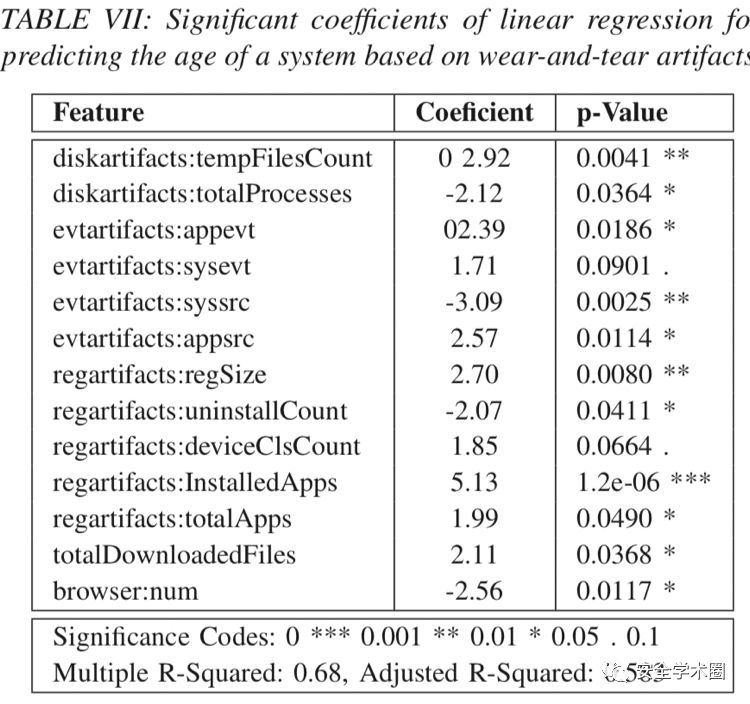 TABLE VII: Significant coefficients of linear regression fo
predicting the age of a system based on wear-and-tear artifacts
Feature Coeficient p-Value
diskartifacts:tempFilesCount 0 2.92 0.0041 **
diskartifacts:totalProcesses -2.12 0.0364 *
evtartifacts:appevt 02.39 0.0186 *
evtartifacts:sysevt 1.71 0.0901 .
evtartifacts:syssrc -3.09 0.0025 **
evtartifacts:appsrc 2.57 0.0114 *
regartifacts:regSize 2.70 0.0080 **
regartifacts:uninstallCount -2.07 0.0411 *
regartifacts:deviceClsCount 1.85 0.0664 .
regartifacts:InstalledApps 5.13 1.2e-06 ***
regartifacts:totalApps 1.99 0.0490 *
totalDownloadedFiles 2.11 0.0368 *
browser:num -2.56 0.0117 *
Significance Codes: 0 *** 0.001 ** 0.01 * 0.05 . 0.1
Multiple R-Squared: 0.68, Adjusted R-Squared:
安全学术圈